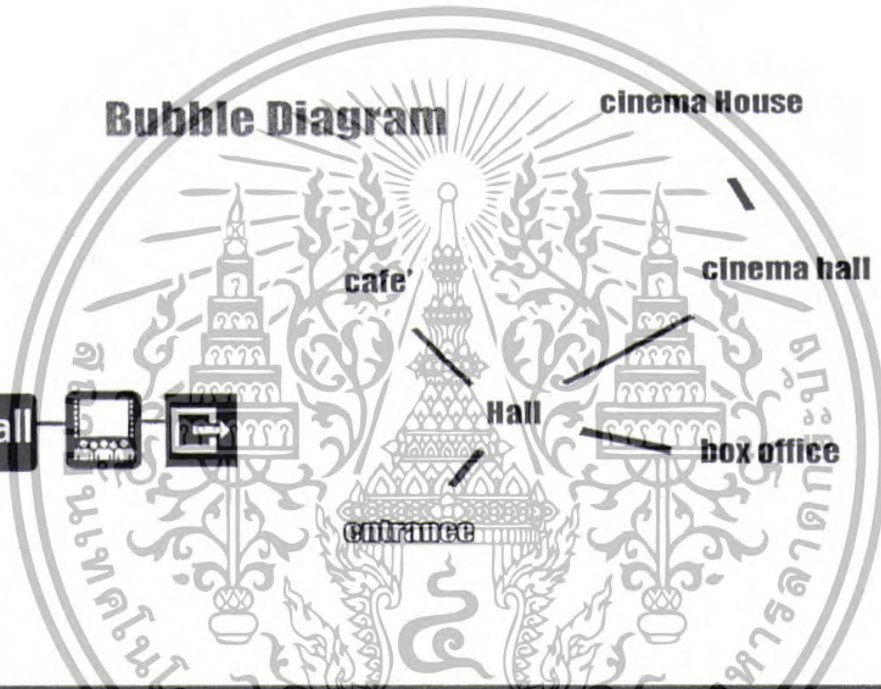 Bubble Diagram
cinema House
cafe'
cinema hall
all
Hall
box office
entrance